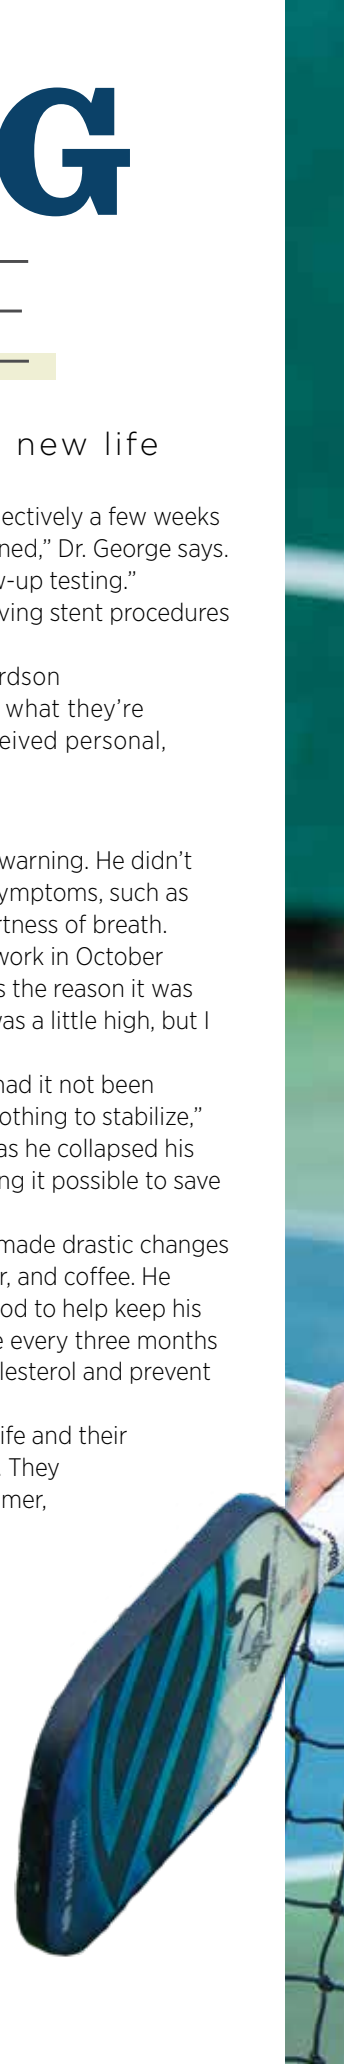 G
new life
ectively a few weeks
ned,” Dr. George says.
w-up testing.”
ving stent procedures
rdson
what they’re
eived personal,
warning. He didn’t
ymptoms, such as
rtness of breath.
work in October
s the reason it was
was a little high, but I
had it not been
othing to stabilize,”
as he collapsed his
ng it possible to save
made drastic changes
r, and coffee. He
od to help keep his
e every three months
lesterol and prevent
ife and their
. They
mer,